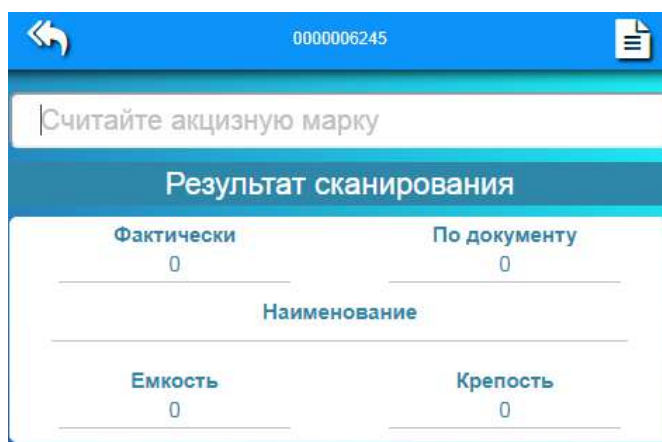 0000006245
Считайте акцизную марку
Результат сканирования
Фактически По документу
0 0
Наименование
Емкость Крепость
0 0